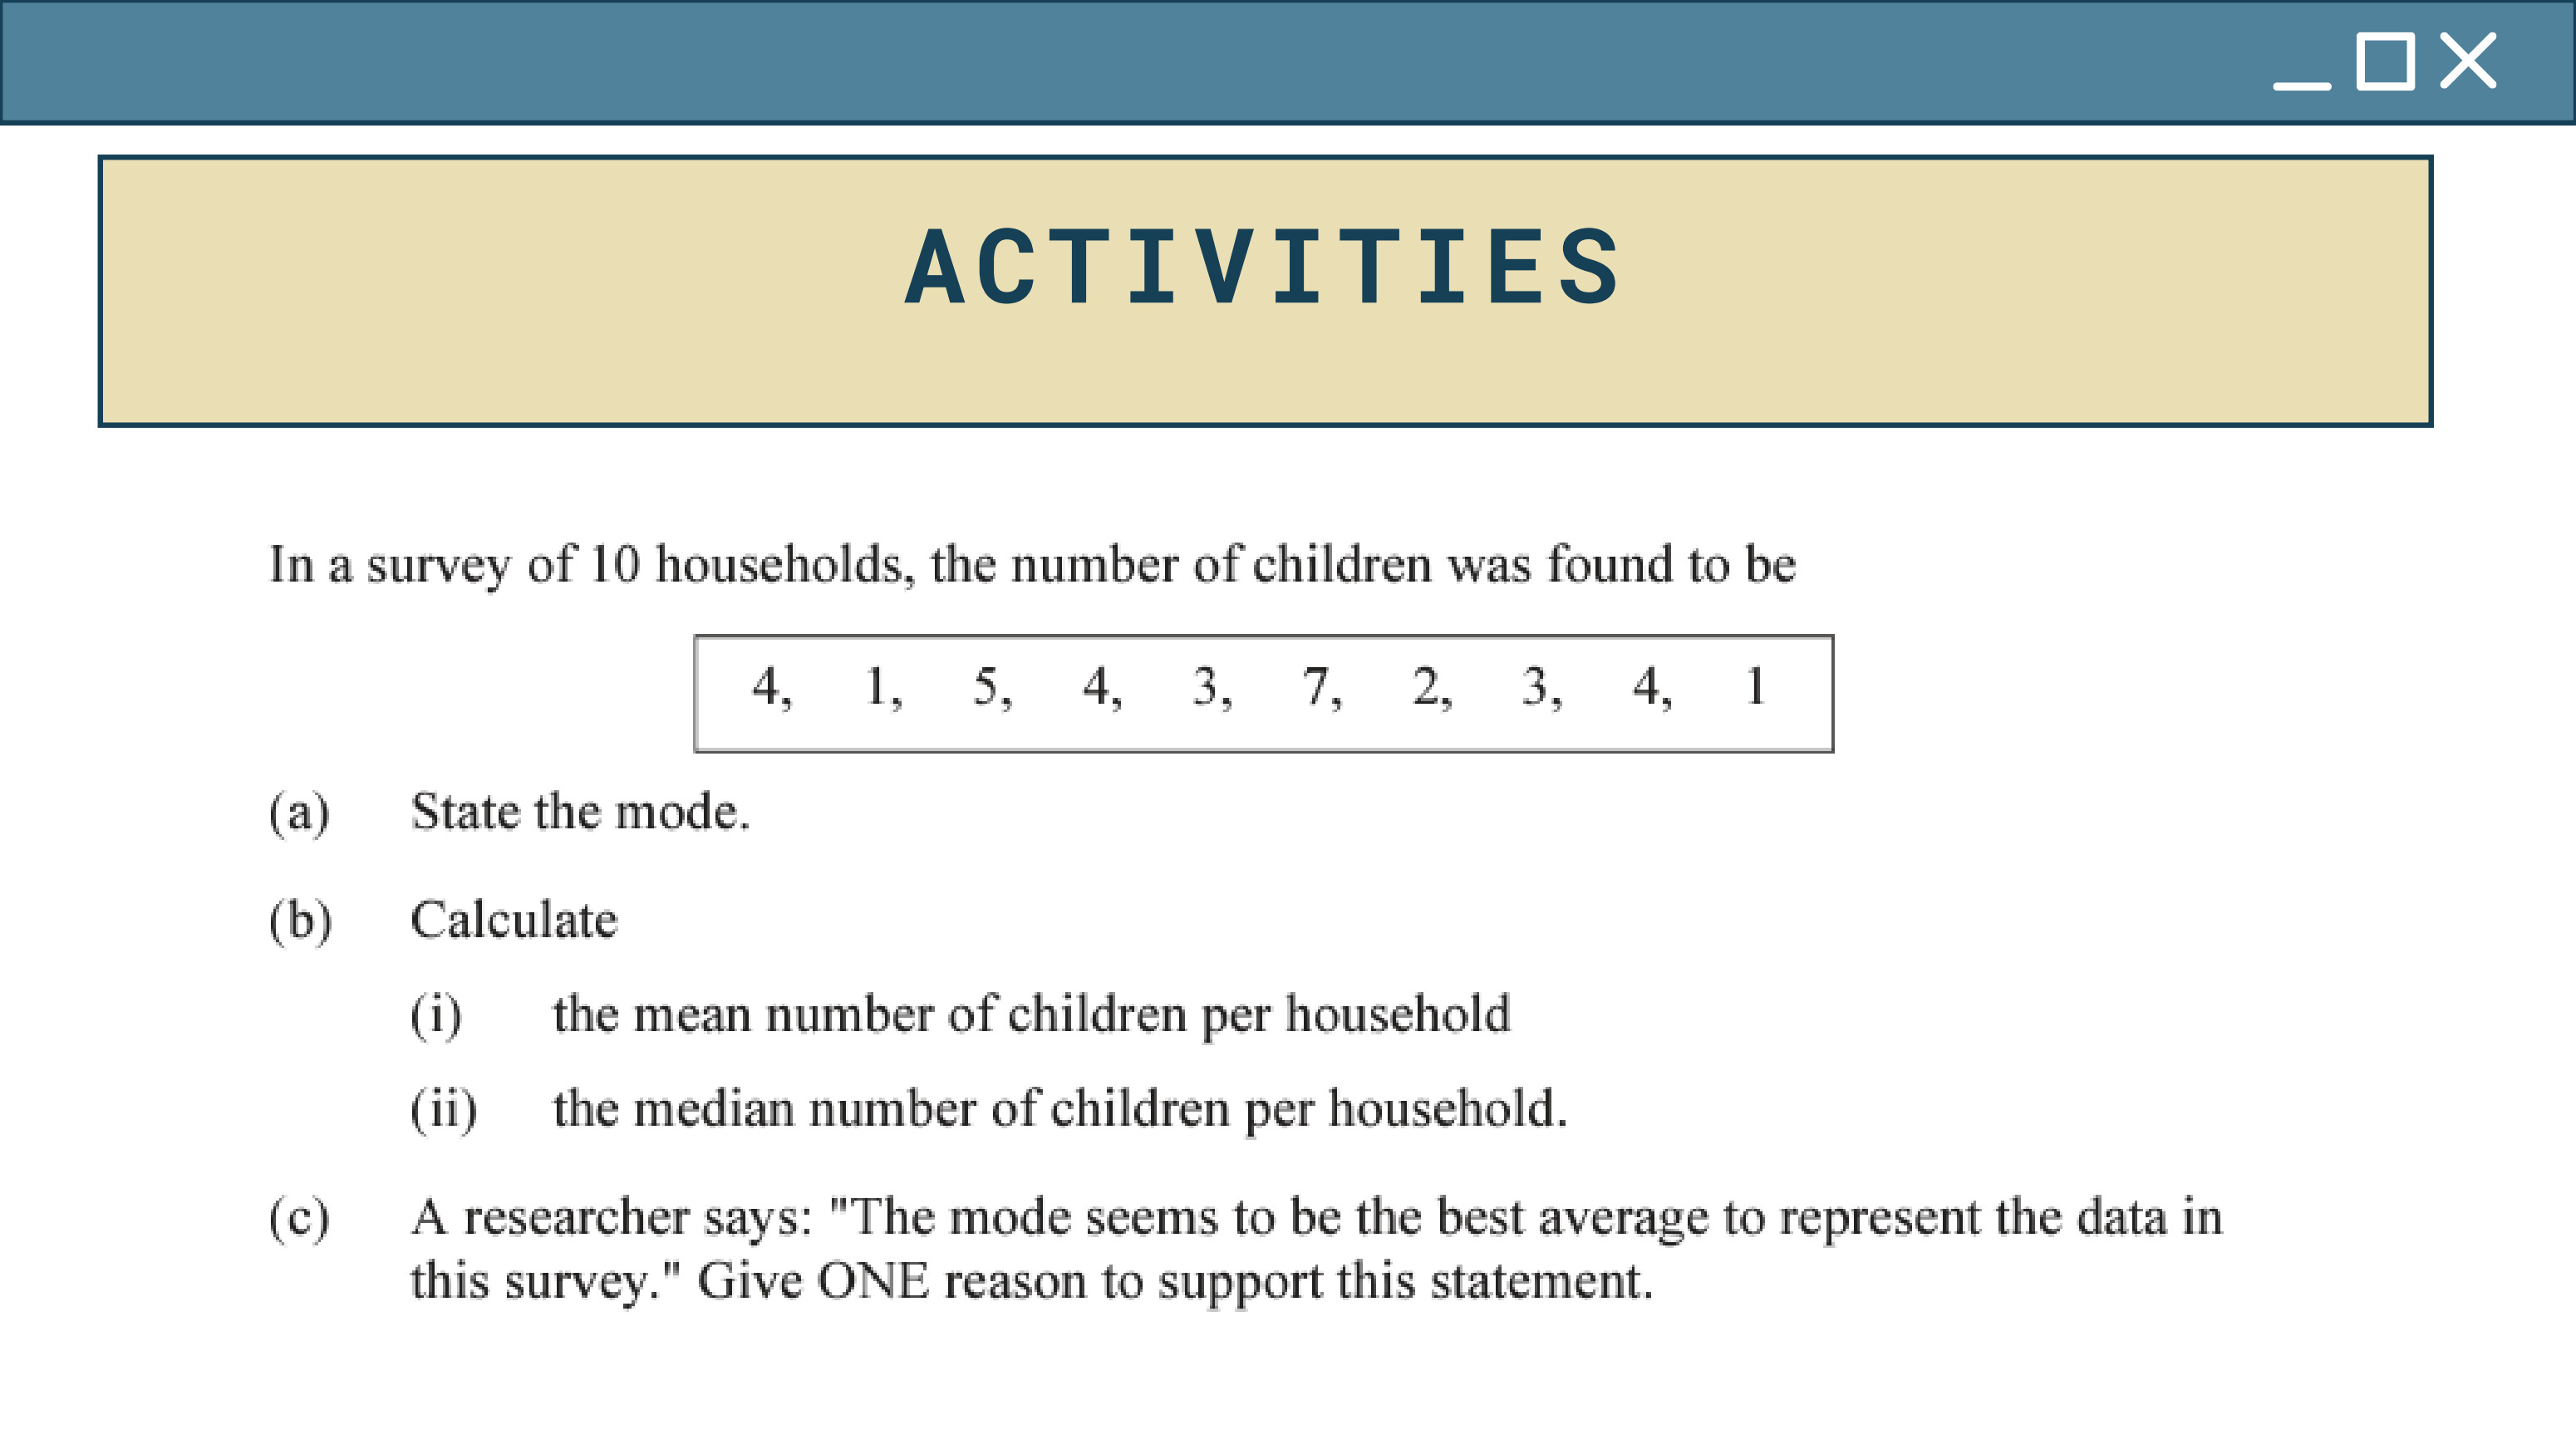 ACTIVITIES
In a survey of 10 households, the number of children was found to be
4, 1, 5, 4, 3, 7, 2, 3, 4, 1
(a) State the mode.
(b) Calculate
(i) the mean number of children per household
(ii) the median number of children per household.
(c) A researcher says: "The mode seems to be the best average to represent the data in
this survey." Give ONE reason to support this statement.